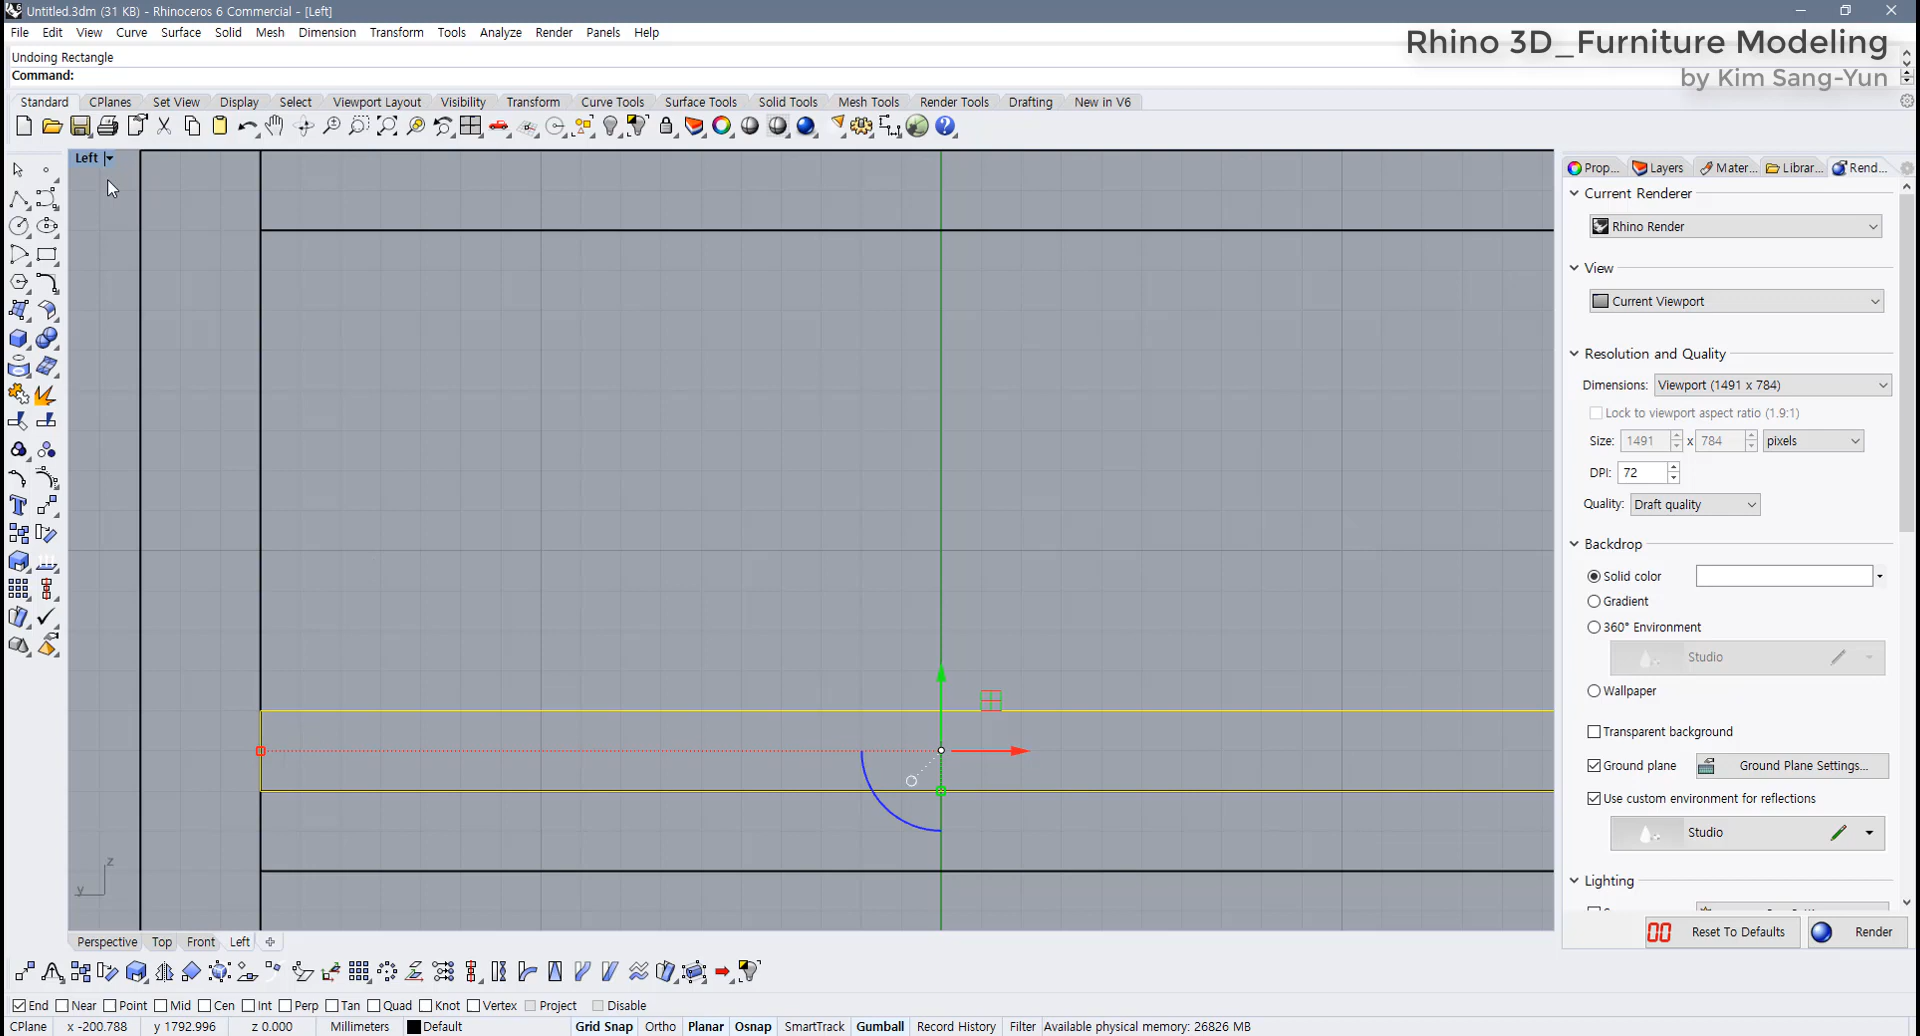 Untitled.3dm (31 KB) - Rhinoceros 6 Commercial - [Left]
File Edit View Curve Surface Solid Mesh Dimension Transform Tools Analyze Render Panels Help
Rhino 3D_Furniture Modeling
by Kim Sang-Yun
Undoing Rectangle
Command:
Standard CPlanes Set View Display Select Viewport Layout Visibility Transform Curve Tools Surface Tools Solid Tools Mesh Tools Render Tools Drafting New in V6
Left
Prop... Layers Mater... Librar... Rend...
Current Renderer
Rhino Render
View
Current Viewport
Resolution and Quality
Dimensions: Viewport (1491 x 784)
Lock to viewport aspect ratio (1.9:1)
Size: 1491 x 784 pixels
DPI: 72
Quality: Draft quality
Backdrop
Solid color
Gradient
360° Environment
Studio
Wallpaper
Transparent background
Ground plane Ground Plane Settings...
Use custom environment for reflections
Studio
Lighting
Reset To Defaults Render
z
y
Perspective Top Front Left
End Near Point Mid Cen Int Perp Tan Quad Knot Vertex Project Disable
CPlane x -200.788 y 1792.996 z 0.000 Millimeters Default Grid Snap Ortho Planar Osnap SmartTrack Gumball Record History Filter Available physical memory: 26826 MB